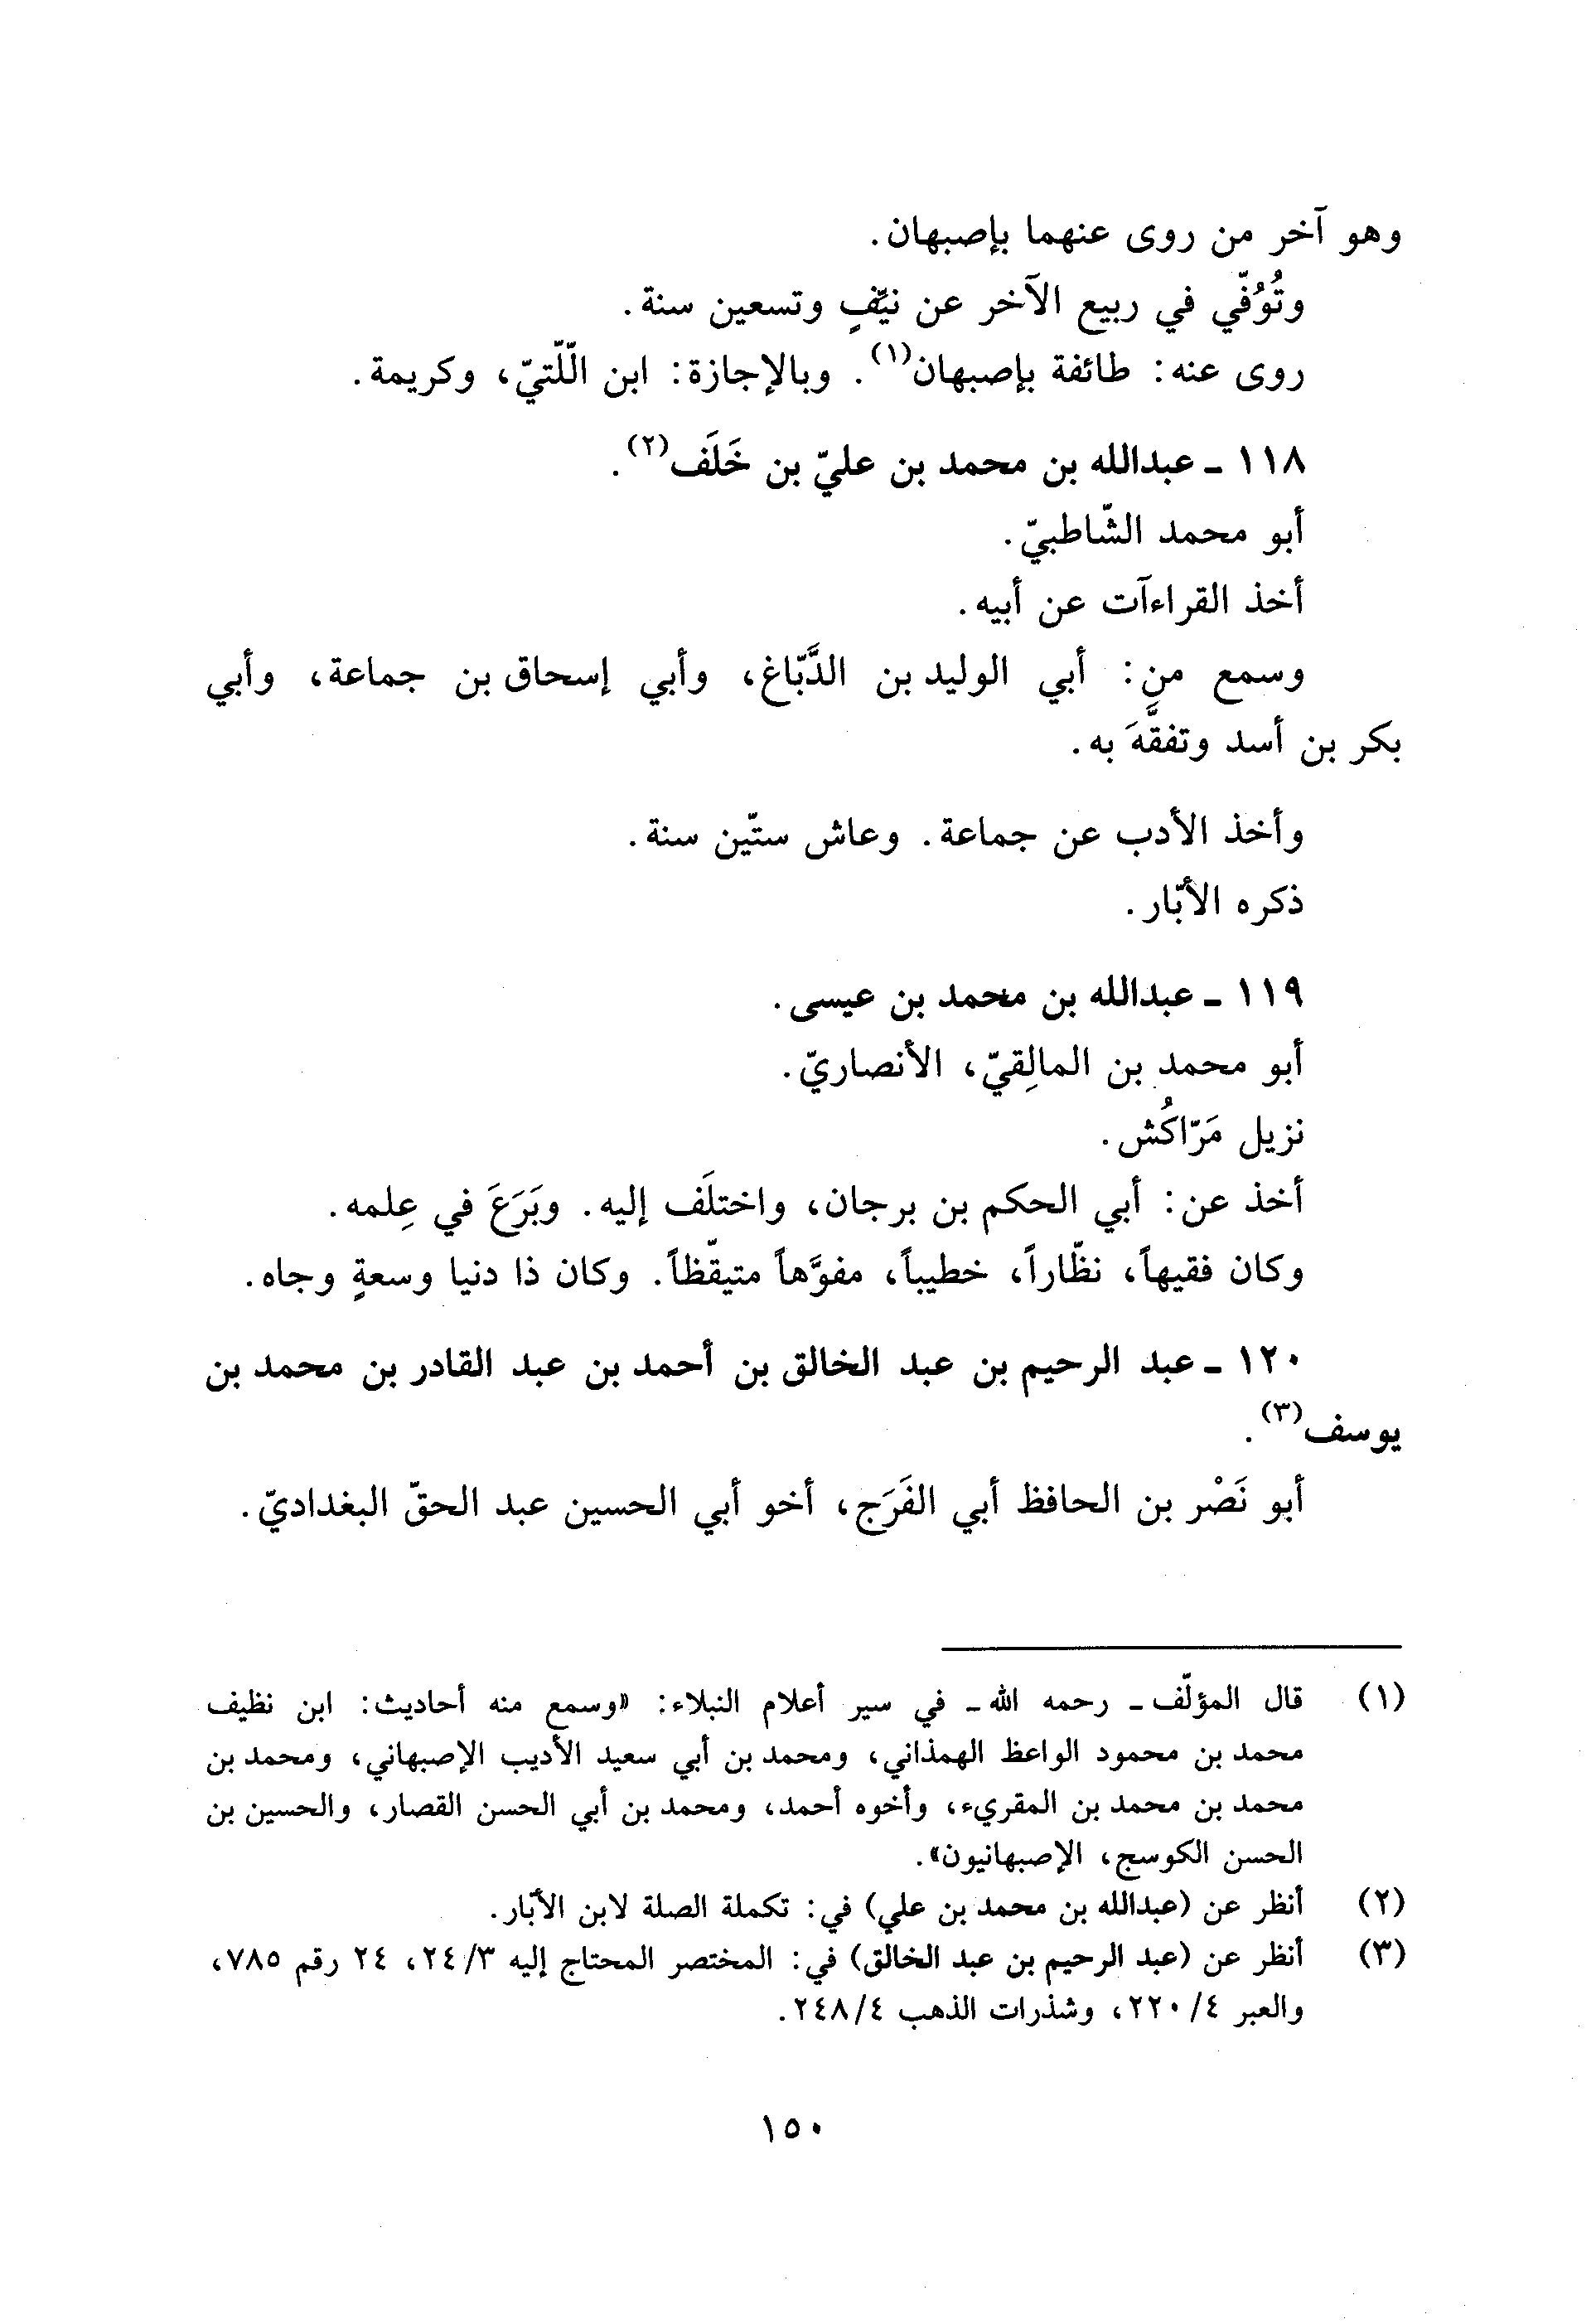 وهو آخر من روى عنهما بإصبهان.
وتُوُفّي في ربيع الآخر عن نيّفٍ وتسعين سنة.
روى عنه: طائفة بإصبهان(١). وبالإجازة: ابن الّلّتيّ، وكريمة.
١١٨ ـ عبدالله بن محمد بن عليّ بن خَلَف(٢).
أبو محمد الشّاطبيّ.
أخذ القراءآت عن أبيه.
وسمع من: أبي الوليد بن الدَّبّاغ، وأبي إسحاق بن جماعة، وأبي
بكر بن أسد وتفقَّهَ به.
وأخذ الأدب عن جماعة. وعاش ستّين سنة.
ذكره الأبّار.
١١٩ ـ عبدالله بن محمد بن عيسى.
أبو محمد بن المالِقيّ، الأنصاريّ.
نزيل مَرّاكُش.
أخذ عن: أبي الحكم بن برجان، واختلَف إليه. وبَرَعَ في عِلمه.
وكان فقيهاً، نظّاراً، خطيباً، مفوَّهاً متيقّظاً. وكان ذا دنيا وسعةٍ وجاه.
١٢٠ ـ عبد الرحيم بن عبد الخالق بن أحمد بن عبد القادر بن محمد بن
يوسف(٣).
أبو نَصْر بن الحافظ أبي الفَرَج، أخو أبي الحسين عبد الحقّ البغداديّ.
(١) قال المؤلّف ـ رحمه الله ـ في سير أعلام النبلاء: «وسمع منه أحاديث: ابن نظيف
محمد بن محمود الواعظ الهمذاني، ومحمد بن أبي سعيد الأديب الإصبهاني، ومحمد بن
محمد بن محمد بن المقريء، وأخوه أحمد، ومحمد بن أبي الحسن القصار، والحسين بن
الحسن الكوسج، الإصبهانيون».
(٢) أنظر عن (عبدالله بن محمد بن علي) في: تكملة الصلة لابن الأبّار.
(٣) أنظر عن (عبد الرحيم بن عبد الخالق) في: المختصر المحتاج إليه ٢٤/٣، ٢٤ رقم ٧٨٥،
والعبر ٢٢٠/٤، وشذرات الذهب ٢٤٨/٤.
١٥٠